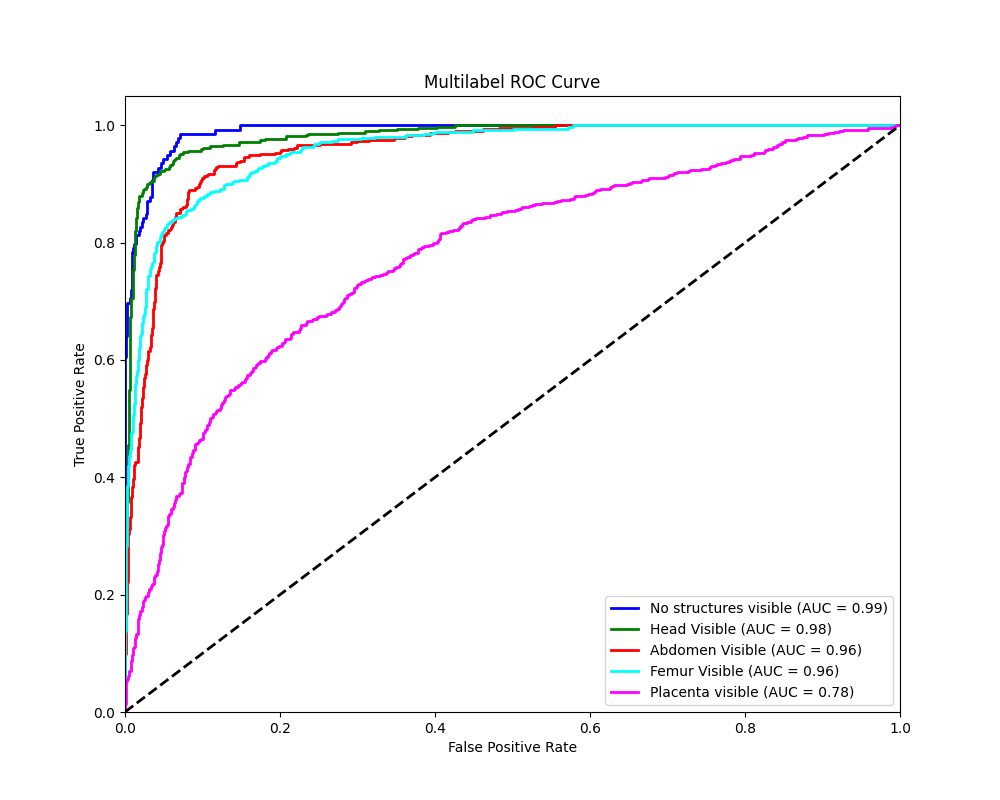 Multilabel ROC Curve
True Positive Rate
1.0
0.8
0.6
0.4
0.2
0.0
0.0 0.2 0.4 0.6 0.8 1.0
False Positive Rate
No structures visible (AUC = 0.99)
Head Visible (AUC = 0.98)
Abdomen Visible (AUC = 0.96)
Femur Visible (AUC = 0.96)
Placenta visible (AUC = 0.78)